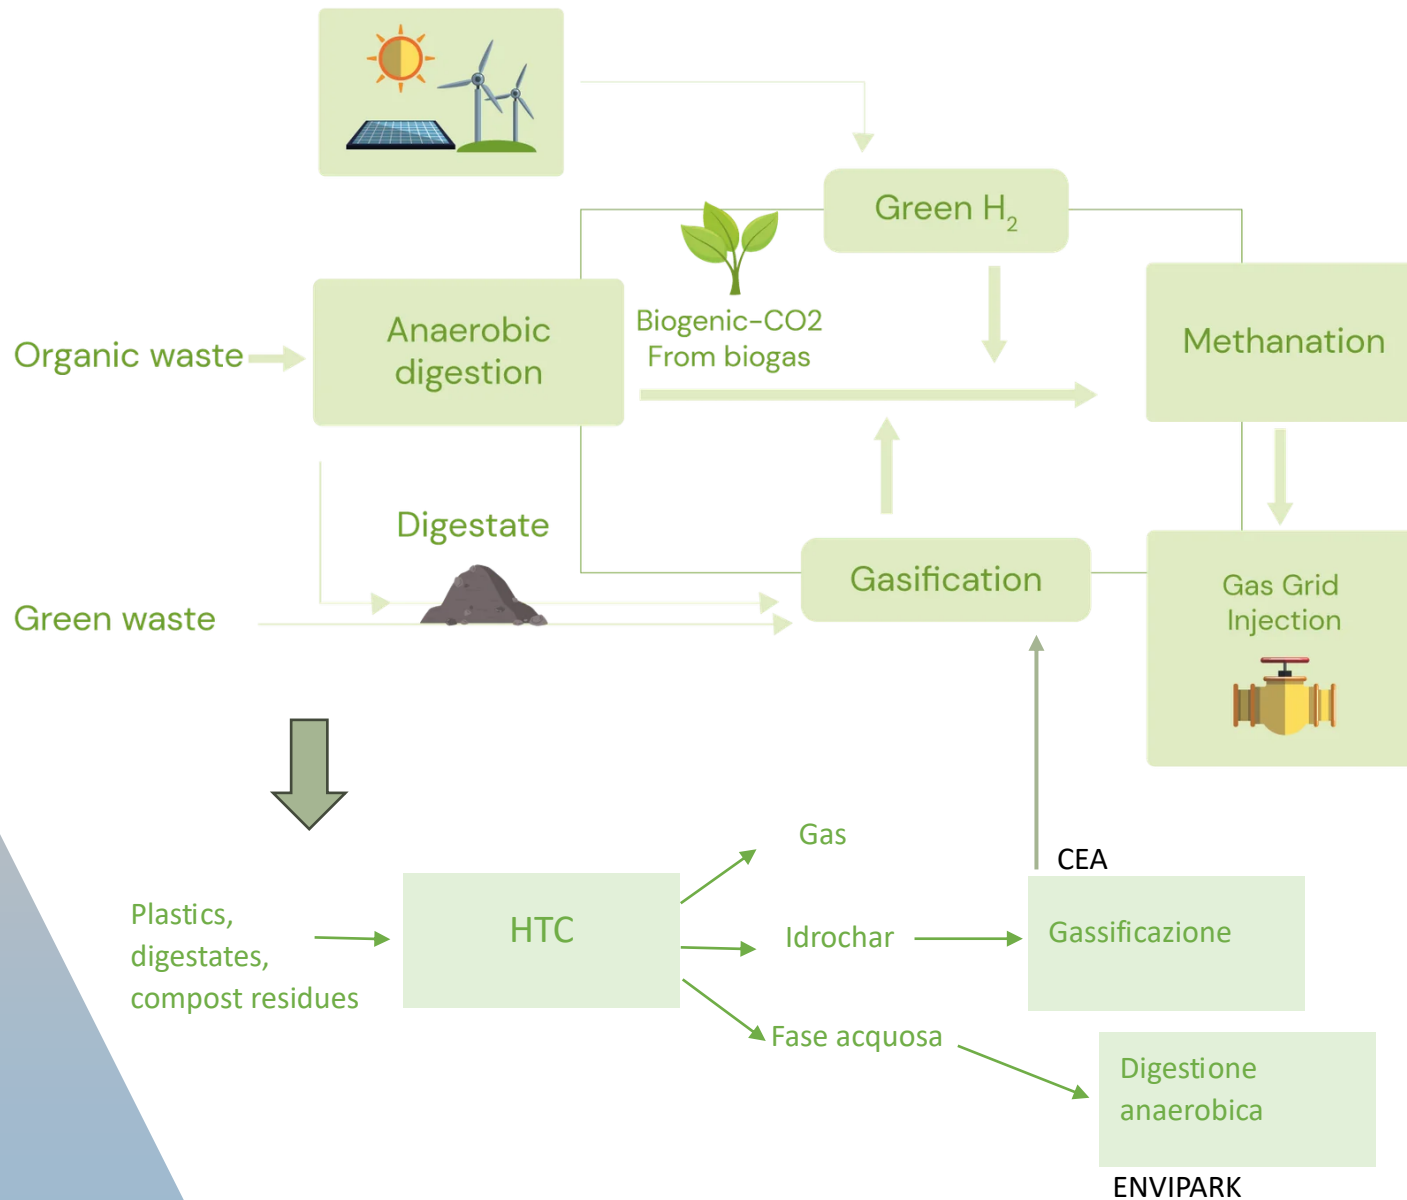 Green H₂
Biogenic-CO2
From biogas
Anaerobic
digestion
Organic waste
Methanation
Digestate
Gasification
Green waste
Gas Grid
Injection
Gas
CEA
Plastics,
digestates,
compost residues
HTC
Idrochar
Gassificazione
Fase acquosa
Digestione
anaerobica
ENVIPARK